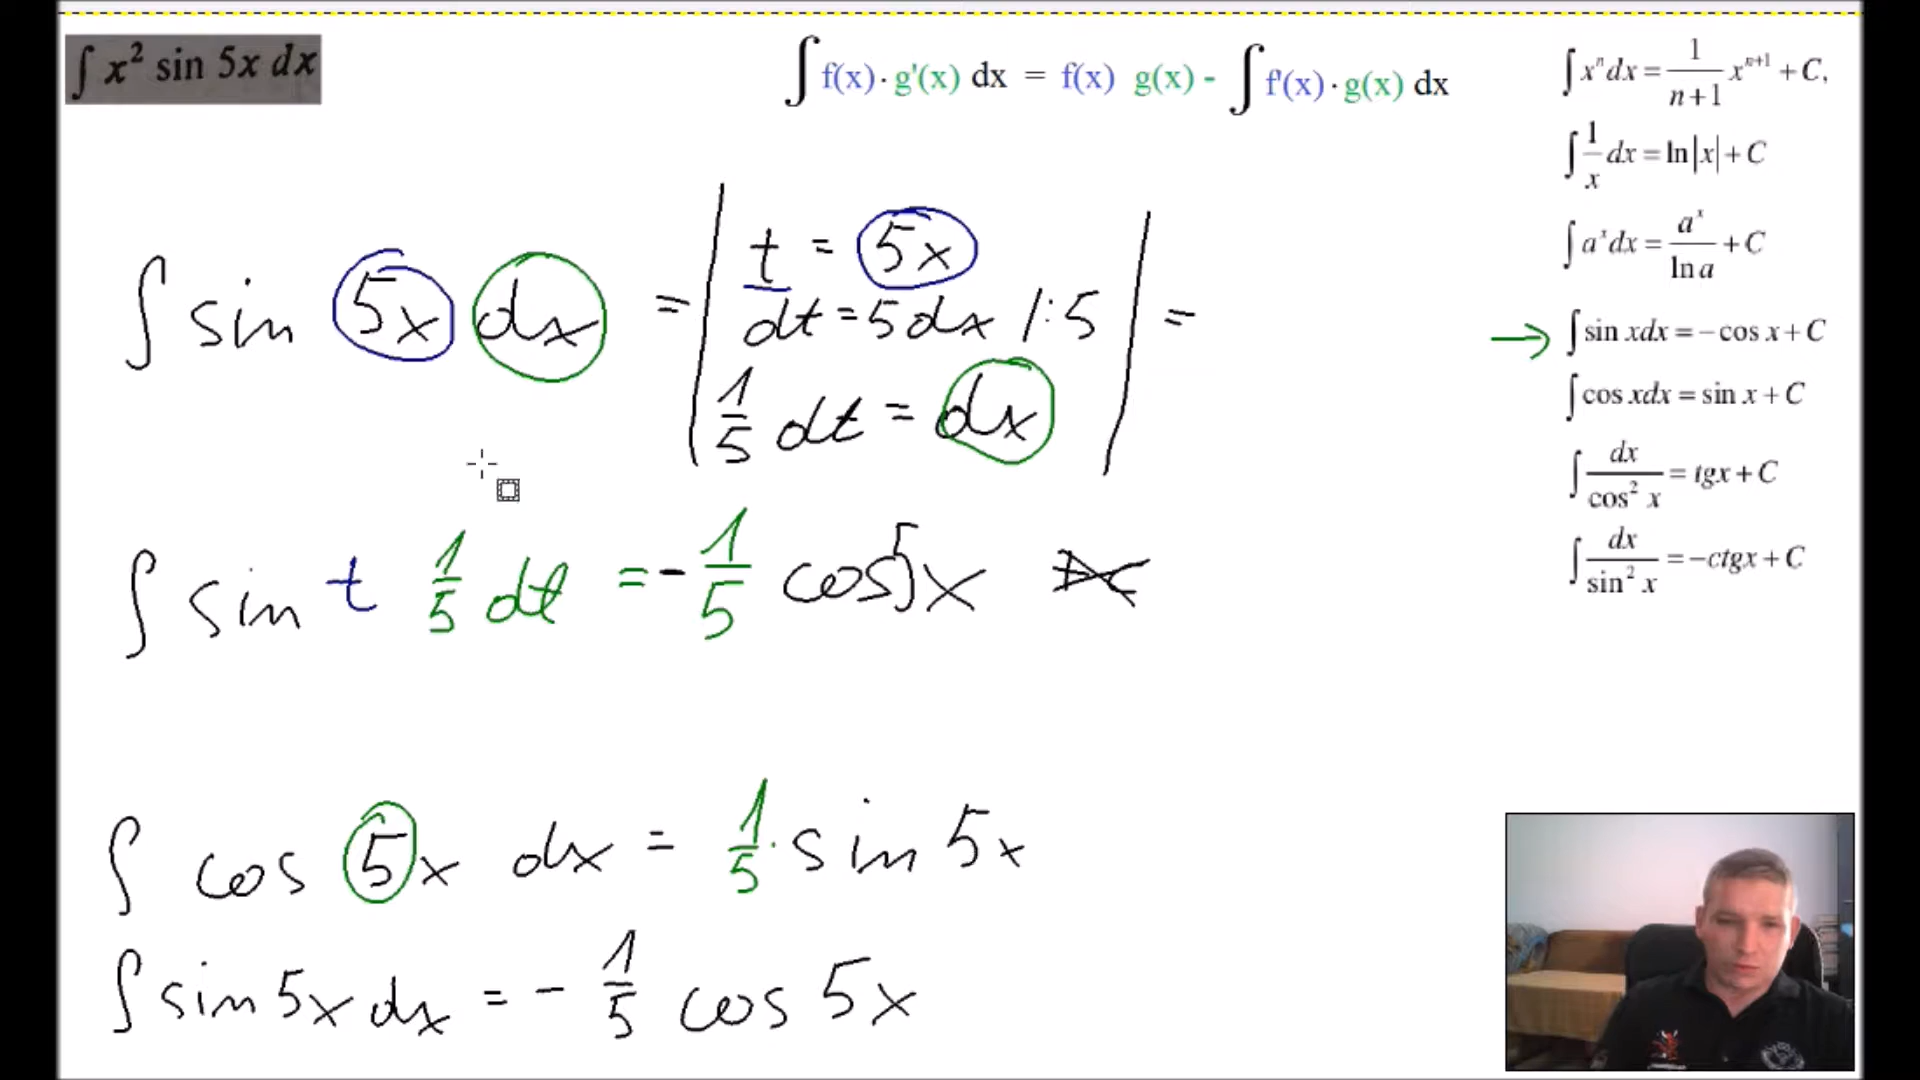 ∫ x² sin 5x dx
∫ f(x) · g'(x) dx = f(x) g(x) - ∫ f'(x) · g(x) dx
∫ sin 5x dx = | t = 5x
dt = 5dx /:5
1/5 dt = dx | =
∫ sin t 1/5 dt = - 1/5 cos 5x
∫ cos 5x dx = 1/5 · sin 5x
∫ sin 5x dx = - 1/5 cos 5x
∫ xⁿdx = 1/(n+1) xⁿ⁺¹ + C,
∫ 1/x dx = ln|x| + C
∫ aˣdx = aˣ/ln a + C
→ ∫ sin xdx = − cos x + C
∫ cos xdx = sin x + C
∫ dx/cos² x = tgx + C
∫ dx/sin² x = −ctgx + C